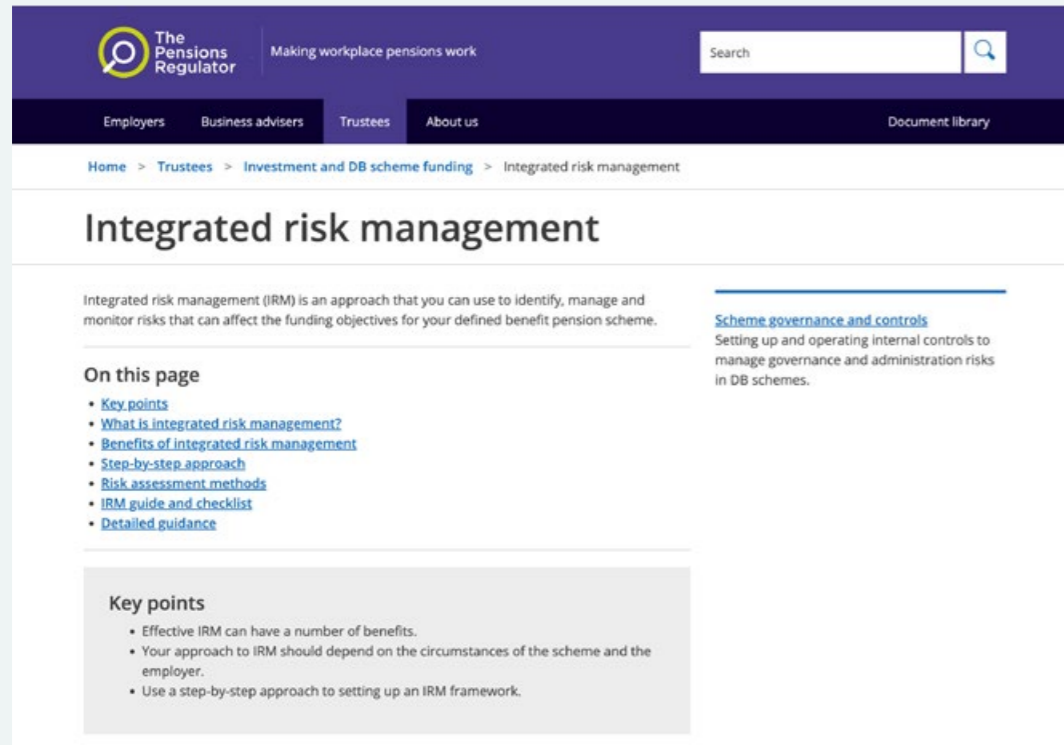 The
Pensions
Regulator
Making workplace pensions work
Search
Employers Business advisers Trustees About us Document library
Home > Trustees > Investment and DB scheme funding > Integrated risk management
Integrated risk management
Integrated risk management (IRM) is an approach that you can use to identify, manage and
monitor risks that can affect the funding objectives for your defined benefit pension scheme.
On this page
• Key points
• What is integrated risk management?
• Benefits of integrated risk management
• Step-by-step approach
• Risk assessment methods
• IRM guide and checklist
• Detailed guidance
Key points
• Effective IRM can have a number of benefits.
• Your approach to IRM should depend on the circumstances of the scheme and the
employer.
• Use a step-by-step approach to setting up an IRM framework.
Scheme governance and controls
Setting up and operating internal controls to
manage governance and administration risks
in DB schemes.